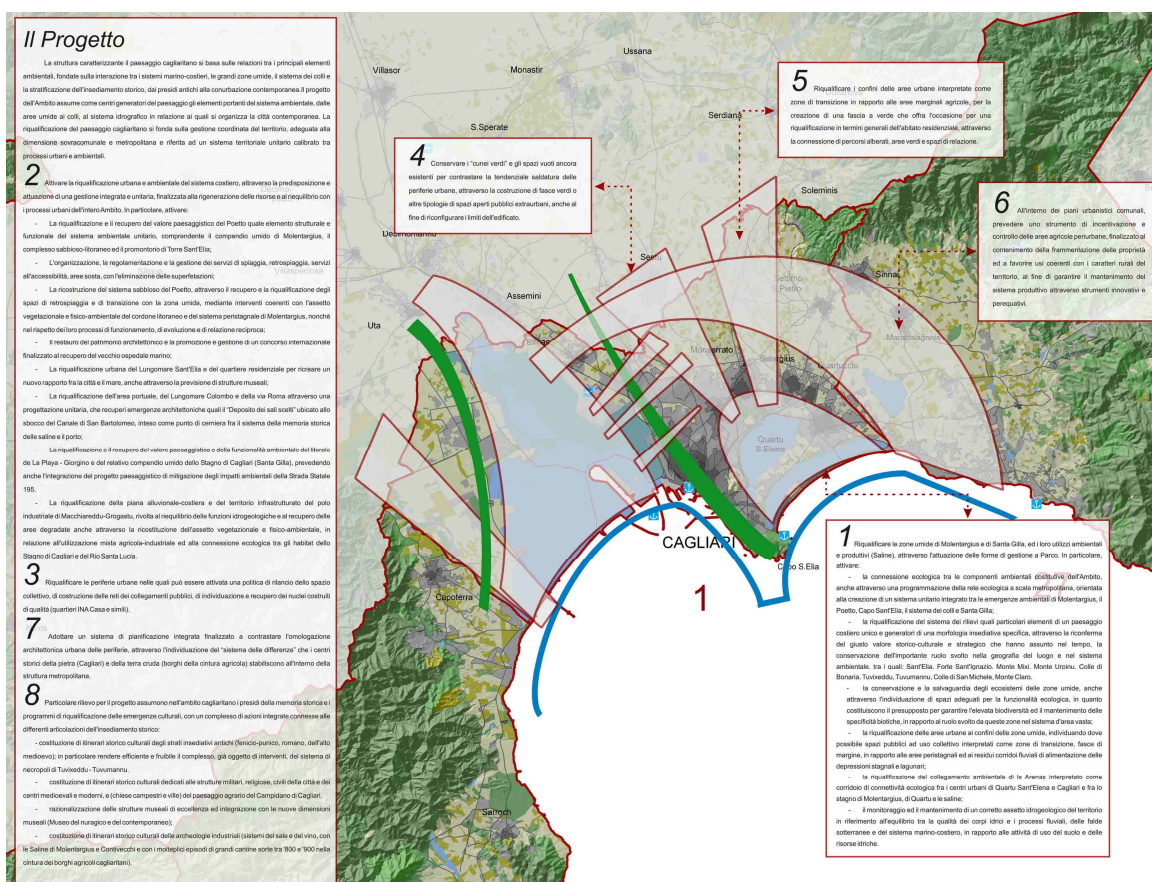 Il Progetto
La struttura caratterizzante il paesaggio cagliaritano si basa sulle relazioni tra i principali elementi
ambientali, fondate sulla interazione tra i sistemi marino-costieri, le grandi zone umide, il sistema dei colli e
la stratificazione dell'insediamento storico, dai presidi antichi alla conurbazione contemporanea.Il progetto
dell'Ambito assume come centri generatori del paesaggio gli elementi portanti del sistema ambientale, dalle
aree umide ai colli, al sistema idrografico in relazione ai quali si organizza la città contemporanea. La
riqualificazione del paesaggio cagliaritano si fonda sulla gestione coordinata del territorio, adeguata alla
dimensione sovracomunale e metropolitana e riferita ad un sistema territoriale unitario calibrato tra
processi urbani e ambientali.
2 Attivare la riqualificazione urbana e ambientale del sistema costiero, attraverso la predisposizione e
attuazione di una gestione integrata e unitaria, finalizzata alla rigenerazione delle risorse e al riequilibrio con
i processi urbani dell'intero Ambito. In particolare, attivare:
- La riqualificazione e il recupero del valore paesaggistico del Poetto quale elemento strutturale e
funzionale del sistema ambientale unitario, comprendente il compendio umido di Molentargius, il
complesso sabbioso-litoraneo ed il promontorio di Torre Sant'Elia;
- L'organizzazione, la regolamentazione e la gestione dei servizi di spiaggia, retrospiaggia, servizi
all'accessibilità, aree sosta, con l'eliminazione delle superfetazioni;
- La ricostruzione del sistema sabbioso del Poetto, attraverso il recupero e la riqualificazione degli
spazi di retrospiaggia e di transizione con la zona umida, mediante interventi coerenti con l'assetto
vegetazionale e fisico-ambientale del cordone litoraneo e del sistema peristagnale di Molentargius, nonché
nel rispetto dei loro processi di funzionamento, di evoluzione e di relazione reciproca;
- Il restauro del patrimonio architettonico e la promozione e gestione di un concorso internazionale
finalizzato al recupero del vecchio ospedale marino;
- La riqualificazione urbana del Lungomare Sant'Elia e del quartiere residenziale per ricreare un
nuovo rapporto fra la città e il mare, anche attraverso la previsione di strutture museali;
- La riqualificazione dell'area portuale, del Lungomare Colombo e della via Roma attraverso una
progettazione unitaria, che recuperi emergenze architettoniche quali il "Deposito dei sali scelti" ubicato allo
sbocco del Canale di San Bartolomeo, inteso come punto di cerniera fra il sistema della memoria storica
delle saline e il porto;
- La riqualificazione e il recupero del valore paesaggistico e della funzionalità ambientale del litorale
de La Playa - Giorgino e del relativo compendio umido dello Stagno di Cagliari (Santa Gilla), prevedendo
anche l'integrazione del progetto paesaggistico di mitigazione degli impatti ambientali della Strada Statale
195.
- La riqualificazione della piana alluvionale-costiera e del territorio infrastrutturato del polo
industriale di Macchiareddu-Grogastu, rivolta al riequilibrio delle funzioni idrogeologiche e al recupero delle
aree degradate anche attraverso la ricostituzione dell'assetto vegetazionale e fisico-ambientale, in
relazione all'utilizzazione mista agricola-industriale ed alla connessione ecologica tra gli habitat dello
Stagno di Cagliari e del Rio Santa Lucia.
3 Riqualificare le periferie urbane nelle quali può essere attivata una politica di rilancio dello spazio
collettivo, di costruzione delle reti dei collegamenti pubblici, di individuazione e recupero dei nuclei costruiti
di qualità (quartieri INA Casa e simili).
7 Adottare un sistema di pianificazione integrata finalizzato a contrastare l'omologazione
architettonica urbana delle periferie, attraverso l'individuazione del "sistema delle differenze" che i centri
storici della pietra (Cagliari) e della terra cruda (borghi della cintura agricola) stabiliscono all'interno della
struttura metropolitana.
8 Particolare rilievo per il progetto assumono nell'ambito cagliaritano i presidi della memoria storica e i
programmi di riqualificazione delle emergenze culturali, con un complesso di azioni integrate connesse alle
differenti articolazioni dell'insediamento storico:
- costituzione di itinerari storico culturali degli strati insediativi antichi (fenicio-punico, romano, dell'alto
medioevo); in particolare rendere efficiente e fruibile il complesso, già oggetto di interventi, del sistema di
necropoli di Tuvixeddu - Tuvumannu.
- costituzione di itinerari storico culturali dedicati alle strutture militari, religiose, civili della città e dei
centri medioevali e moderni, e (chiese campestri e ville) del paesaggio agrario del Campidano di Cagliari.
- razionalizzazione delle strutture museali di eccellenza ed integrazione con le nuove dimensioni
museali (Museo del nuragico e del contemporaneo);
- costituzione di itinerari storico culturali delle archeologie industriali (sistemi del sale e del vino, con
le Saline di Molentargius e Contivecchi e con i molteplici episodi di grandi cantine sorte tra '800 e '900 nella
cintura dei borghi agricoli cagliaritani).
4 Conservare i "cunei verdi" e gli spazi vuoti ancora
esistenti per contrastare la tendenziale saldatura delle
periferie urbane, attraverso la costruzione di fasce verdi o
altre tipologie di spazi aperti pubblici extraurbani, anche al
fine di riconfigurare i limiti dell'edificato.
5 Riqualificare i confini delle aree urbane interpretate come
zone di transizione in rapporto alle aree marginali agricole, per la
creazione di una fascia a verde che offra l'occasione per una
riqualificazione in termini generali dell'abitato residenziale, attraverso
la connessione di percorsi alberati, aree verdi e spazi di relazione.
6 All'interno dei piani urbanistici comunali,
prevedere uno strumento di incentivazione e
controllo delle aree agricole periurbane, finalizzato al
contenimento della frammentazione delle proprietà
ed a favorire usi coerenti con i caratteri rurali del
territorio, al fine di garantire il mantenimento del
sistema produttivo attraverso strumenti innovativi e
perequativi.
1 Riqualificare le zone umide di Molentargius e di Santa Gilla, ed i loro utilizzi ambientali
e produttivi (Saline), attraverso l'attuazione delle forme di gestione a Parco. In particolare,
attivare:
- la connessione ecologica tra le componenti ambientali costitutive dell'Ambito,
anche attraverso una programmazione della rete ecologica a scala metropolitana, orientata
alla creazione di un sistema unitario integrato tra le emergenze ambientali di Molentargius, il
Poetto, Capo Sant'Elia, il sistema dei colli e Santa Gilla;
- la riqualificazione del sistema dei rilievi quali particolari elementi di un paesaggio
costiero unico e generatori di una morfologia insediativa specifica, attraverso la riconferma
del giusto valore storico-culturale e strategico che hanno assunto nel tempo, la
conservazione dell'importante ruolo svolto nella geografia del luogo e nel sistema
ambientale. tra i quali: Sant'Elia. Forte Sant'Ignazio. Monte Mixi. Monte Urpinu. Colle di
Bonaria, Tuvixeddu, Tuvumannu, Colle di San Michele, Monte Claro.
- la conservazione e la salvaguardia degli ecosistemi delle zone umide, anche
attraverso l'individuazione di spazi adeguati per la funzionalità ecologica, in quanto
costituiscono il presupposto per garantire l'elevata biodiversità ed il mantenimento delle
specificità biotiche, in rapporto al ruolo svolto da queste zone nel sistema d'area vasta;
- la riqualificazione delle aree urbane ai confini delle zone umide, individuando dove
possibile spazi pubblici ad uso collettivo interpretati come zone di transizione, fasce di
margine, in rapporto alle aree peristagnali ed ai residui corridoi fluviali di alimentazione delle
depressioni stagnali e lagunari;
- la riqualificazione del collegamento ambientale di Is Arenas interpretato come
corridoio di connettività ecologica fra i centri urbani di Quartu Sant'Elena e Cagliari e fra lo
stagno di Molentargius, di Quartu e le saline;
- il monitoraggio ed il mantenimento di un corretto assetto idrogeologico del territorio
in riferimento all'equilibrio tra la qualità dei corpi idrici e i processi fluviali, delle falde
sotterranee e del sistema marino-costiero, in rapporto alle attività di uso del suolo e delle
risorse idriche.
27
Villasor
Monastir
Ussana
S.Sperate
Serdiana
Soleminis
Sestu
Assemini
Uta
Elmas
Settimo
S.Pietro
Sinnai
Maracalagonis
Monserrato
Selargius
Quartucciu
Quartu
S.Elena
CAGLIARI
Capo S.Elia
1
Capoterra
Sarroch